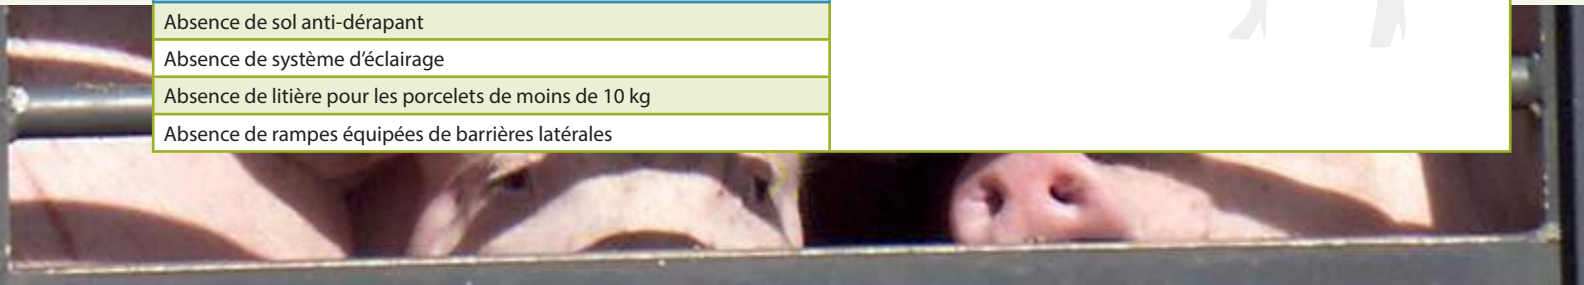 Absence de sol anti-dérapant
Absence de système d’éclairage
Absence de litière pour les porcelets de moins de 10 kg
Absence de rampes équipées de barrières latérales